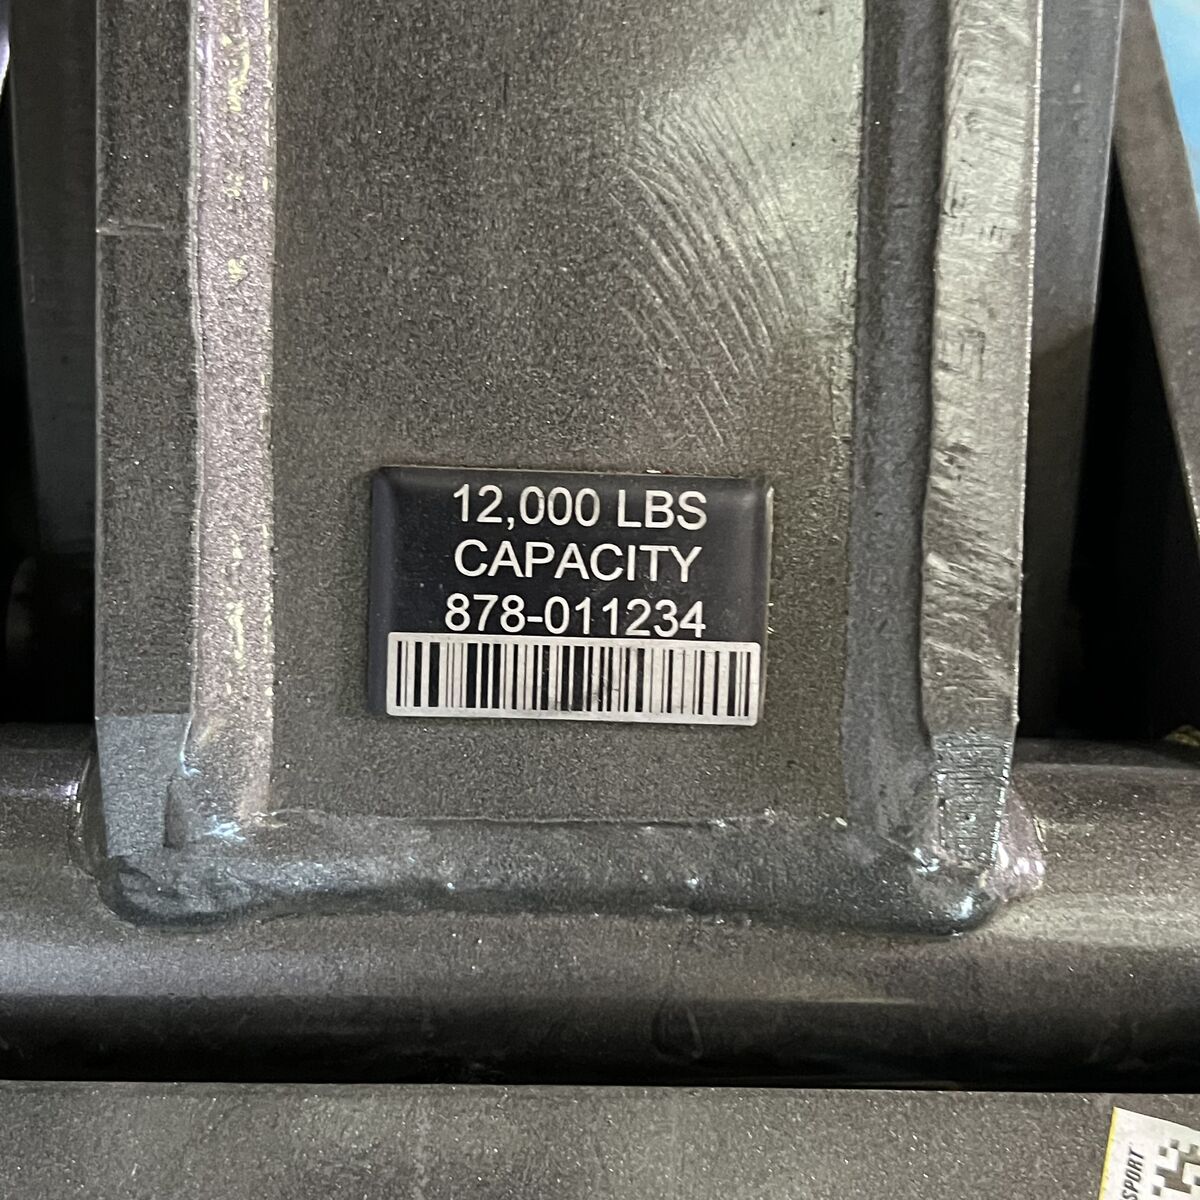 12,000 LBS
CAPACITY
878-011234